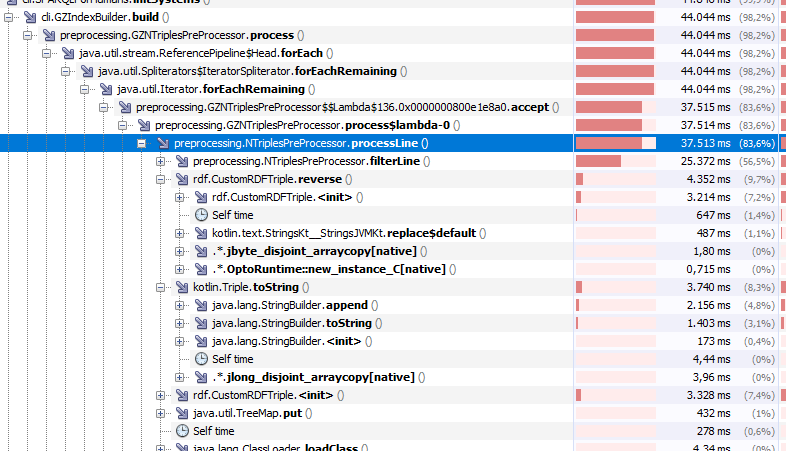 cli.SPARQLForHumans.initSystems ()
cli.GZIndexBuilder.build () 44.044 ms (98,2%)
preprocessing.GZNTriplesPreProcessor.process () 44.044 ms (98,2%)
java.util.stream.ReferencePipeline$Head.forEach () 44.044 ms (98,2%)
java.util.Spliterators$IteratorSpliterator.forEachRemaining () 44.044 ms (98,2%)
java.util.Iterator.forEachRemaining () 44.044 ms (98,2%)
preprocessing.GZNTriplesPreProcessor$$Lambda$136.0x0000000800e1e8a0.accept () 37.515 ms (83,6%)
preprocessing.GZNTriplesPreProcessor.process$lambda-0 () 37.514 ms (83,6%)
preprocessing.NTriplesPreProcessor.processLine () 37.513 ms (83,6%)
preprocessing.NTriplesPreProcessor.filterLine () 25.372 ms (56,5%)
rdf.CustomRDFTriple.reverse () 4.352 ms (9,7%)
rdf.CustomRDFTriple.<init> () 3.214 ms (7,2%)
Self time 647 ms (1,4%)
kotlin.text.StringsKt__StringsJVMKt.replace$default () 487 ms (1,1%)
.*.jbyte_disjoint_arraycopy[native] () 1,80 ms (0%)
.*.OptoRuntime::new_instance_C[native] () 0,715 ms (0%)
kotlin.Triple.toString () 3.740 ms (8,3%)
java.lang.StringBuilder.append () 2.156 ms (4,8%)
java.lang.StringBuilder.toString () 1.403 ms (3,1%)
java.lang.StringBuilder.<init> () 173 ms (0,4%)
Self time 4,44 ms (0%)
.*.jlong_disjoint_arraycopy[native] () 3,96 ms (0%)
rdf.CustomRDFTriple.<init> () 3.328 ms (7,4%)
java.util.TreeMap.put () 432 ms (1%)
Self time 278 ms (0,6%)
java.lang.ClassLoader.loadClass () 4,34 ms (0%)